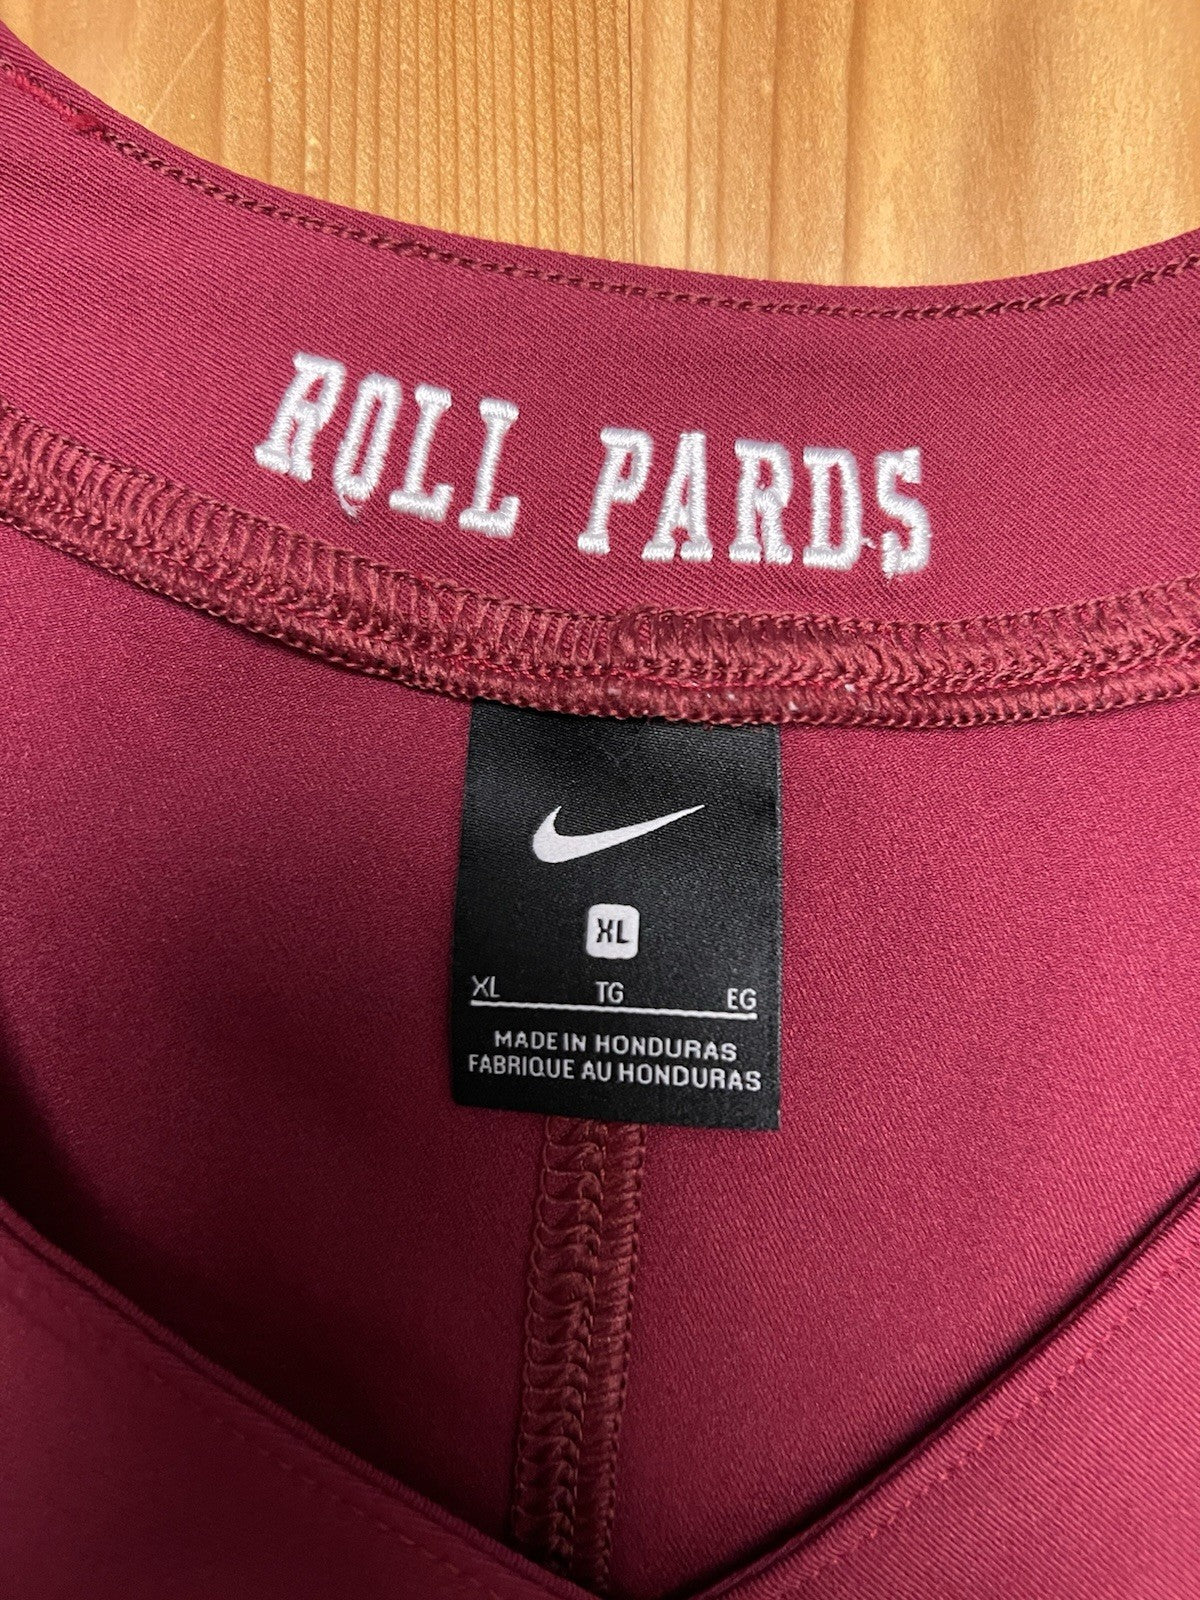 ROLL PARDS
XL
XL TG EG
MADE IN HONDURAS
FABRIQUE AU HONDURAS